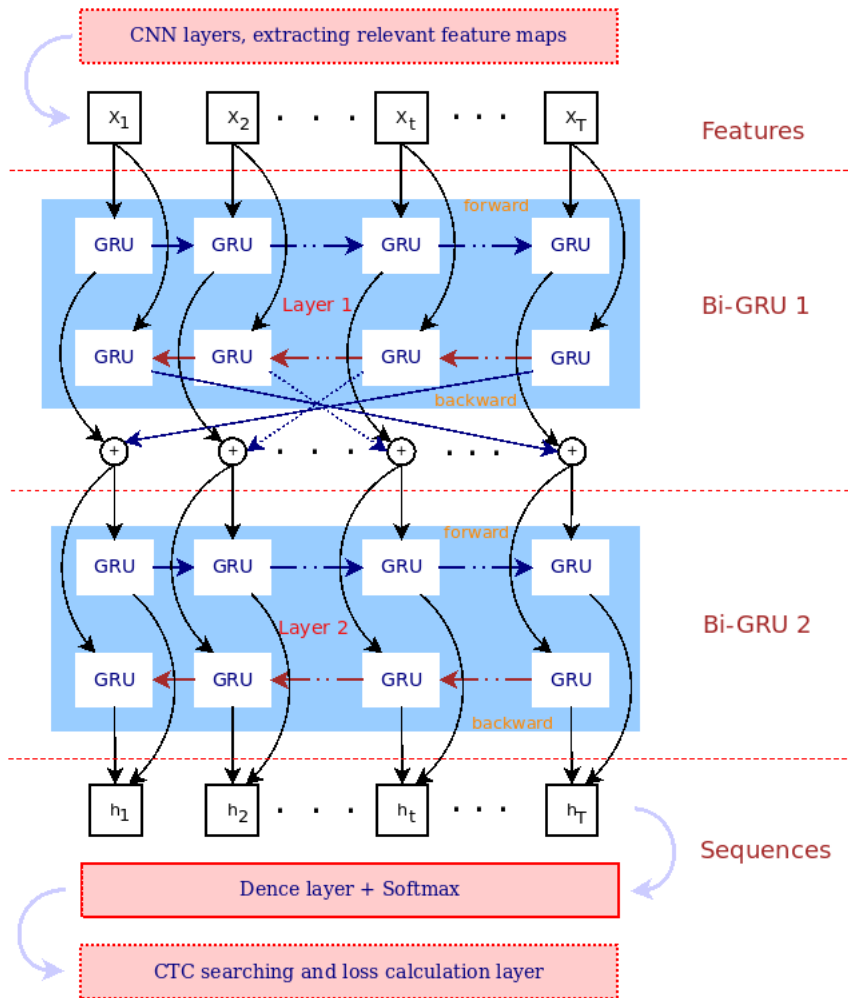 CNN layers, extracting relevant feature maps
X1 X2 . . . Xt . . . XT
Features
forward
GRU GRU GRU GRU
Layer 1
Bi-GRU 1
GRU GRU GRU GRU
backward
+ + . . . + . . . +
forward
GRU GRU GRU GRU
Layer 2
Bi-GRU 2
GRU GRU GRU GRU
backward
h1 h2 . . . ht . . . hT
Sequences
Dence layer + Softmax
CTC searching and loss calculation layer